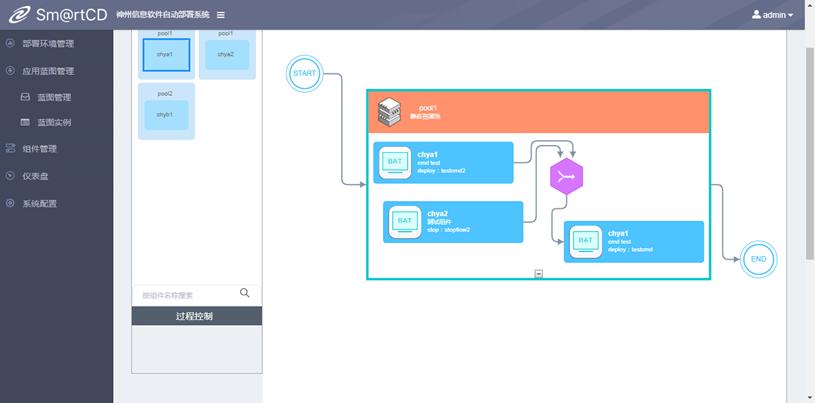 Sm@rtCD
神州信息软件自动部署系统
admin
部署环境管理
应用蓝图管理
蓝图管理
蓝图实例
组件管理
仪表盘
系统配置
pool1
chya1
pool1
chya2
pool2
chyb1
按组件名称搜索
过程控制
START
pool1
静态资源池
BAT
chya1
cmd test
deploy：testcmd2
BAT
chya2
测试组件
stop：stopflow2
BAT
chya1
cmd test
deploy：testcmd
END